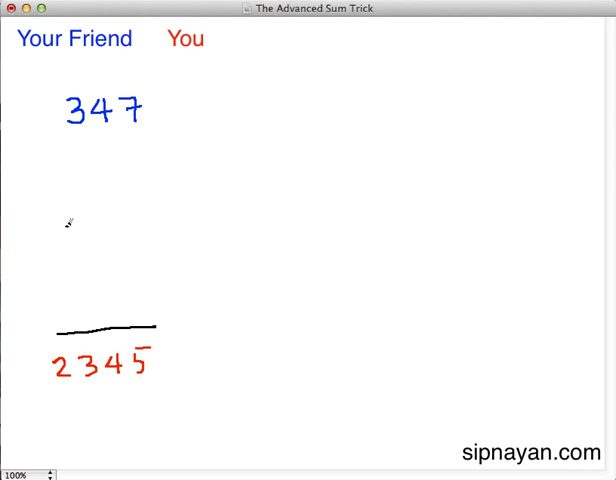 The Advanced Sum Trick
Your Friend You
347
2345
sipnayan.com
100%